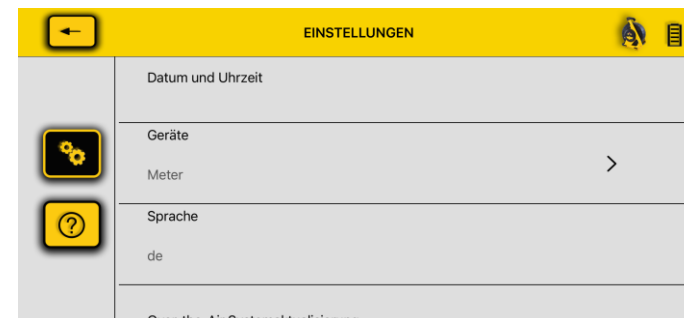 EINSTELLUNGEN
Datum und Uhrzeit
Geräte
Meter
Sprache
de